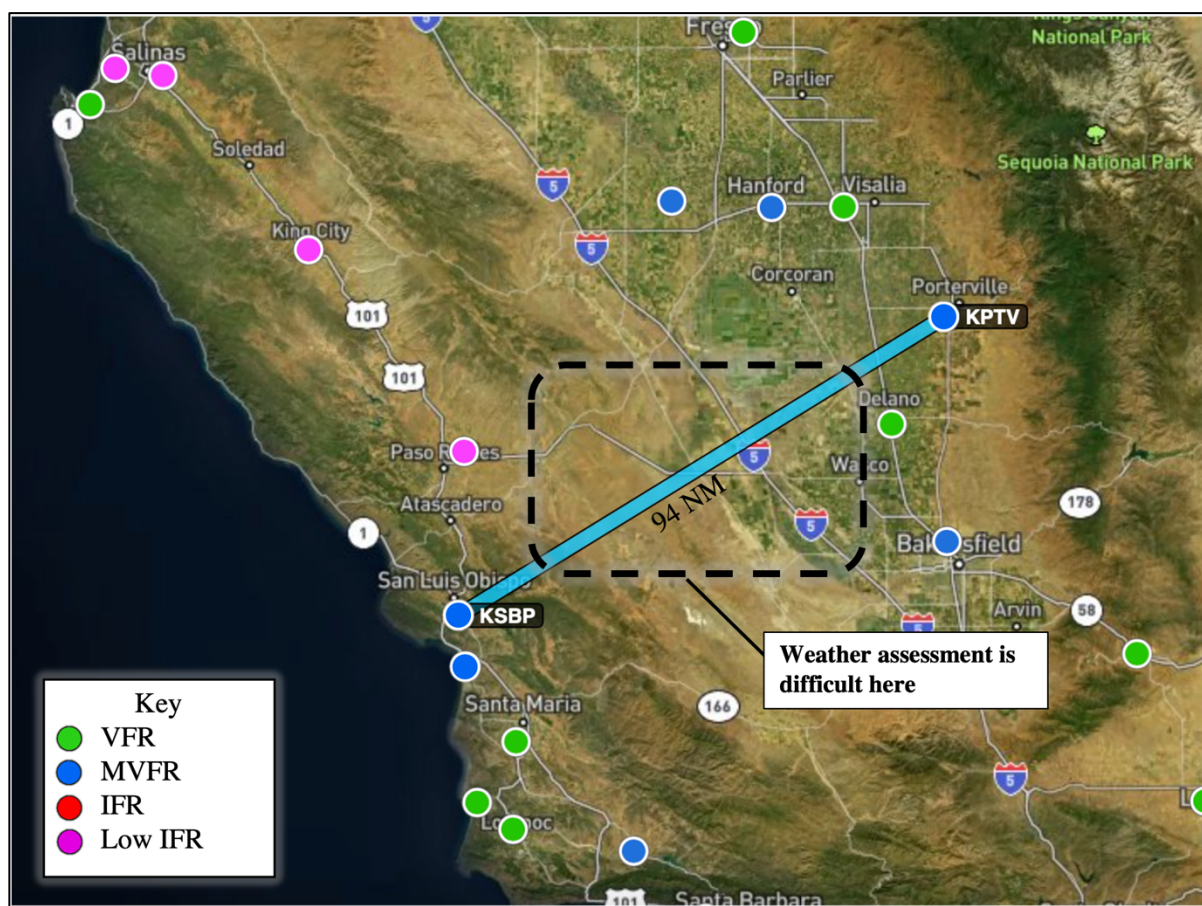 Kings Canyon
National Park
5
Salinas
Fresno
Parlier
1
Soledad
5
Hanford
Visalia
Sequoia National Park
King City
5
Corcoran
Porterville
101
KPTV
101
Delano
Paso Robles
5
Wasco
94 NM
Atascadero
178
1
5
Bakersfield
San Luis Obispo
KSBP
Arvin
58
5
Weather assessment is
difficult here
Key
VFR
MVFR
IFR
Low IFR
Santa Maria
166
5
Lompoc
101
Santa Barbara